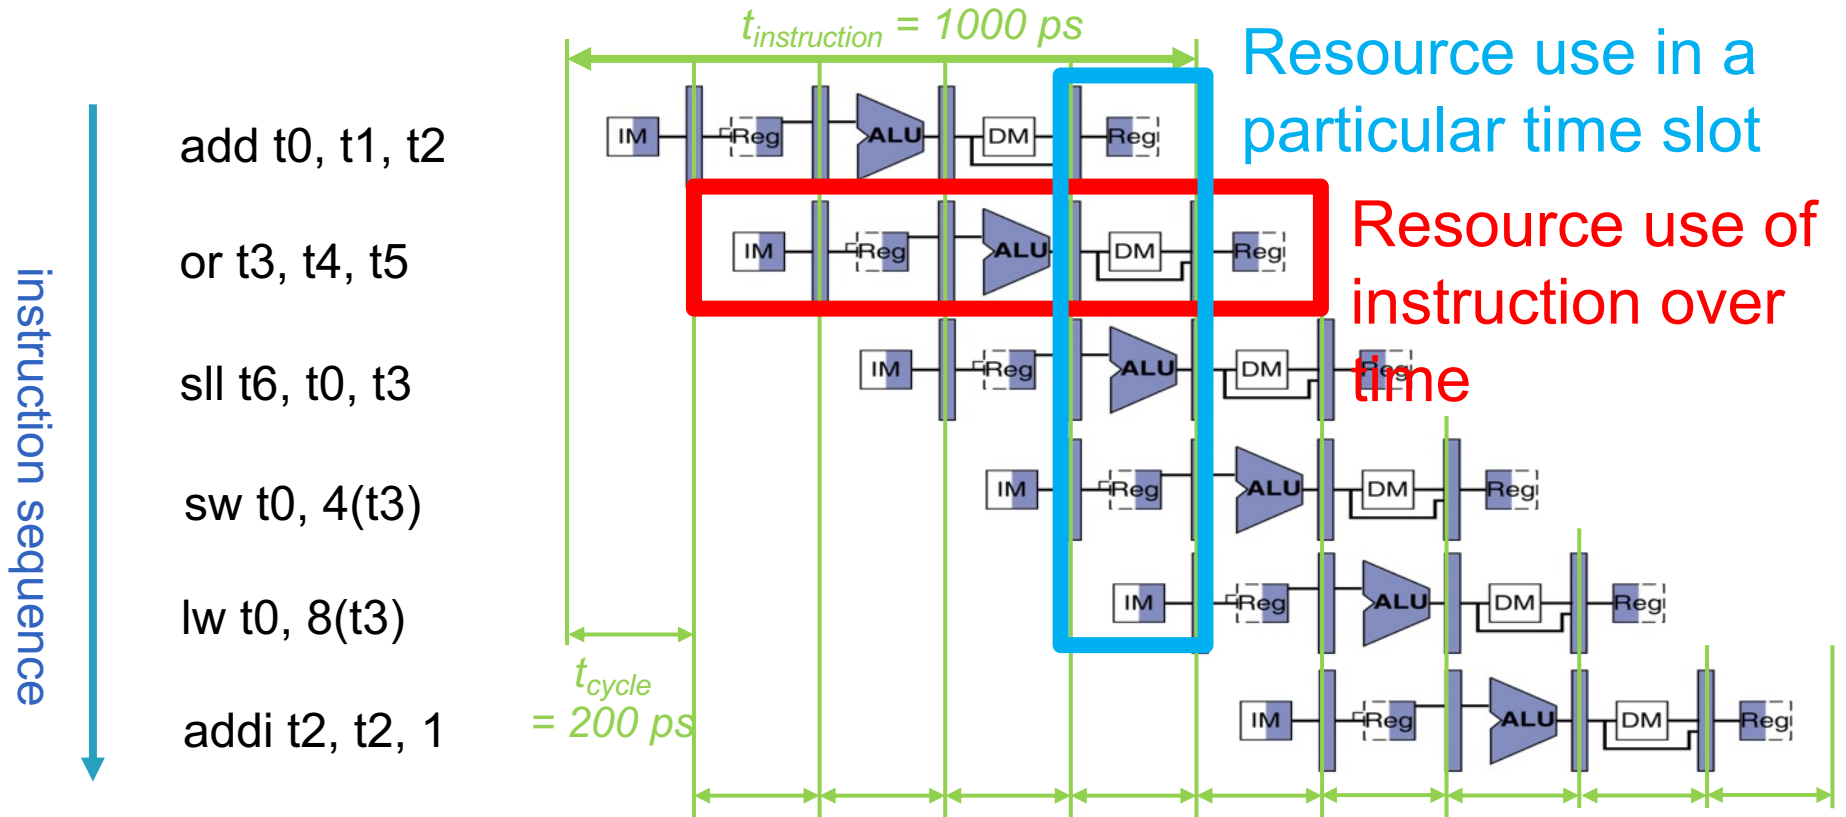 t_instruction = 1000 ps
Resource use in a
particular time slot
add t0, t1, t2
IM Reg ALU DM Reg
Resource use of
instruction over
time
or t3, t4, t5
IM Reg ALU DM Reg
sll t6, t0, t3
IM Reg ALU DM Reg
instruction sequence
sw t0, 4(t3)
IM Reg ALU DM Reg
lw t0, 8(t3)
IM Reg ALU DM Reg
t_cycle
= 200 ps
addi t2, t2, 1
IM Reg ALU DM Reg